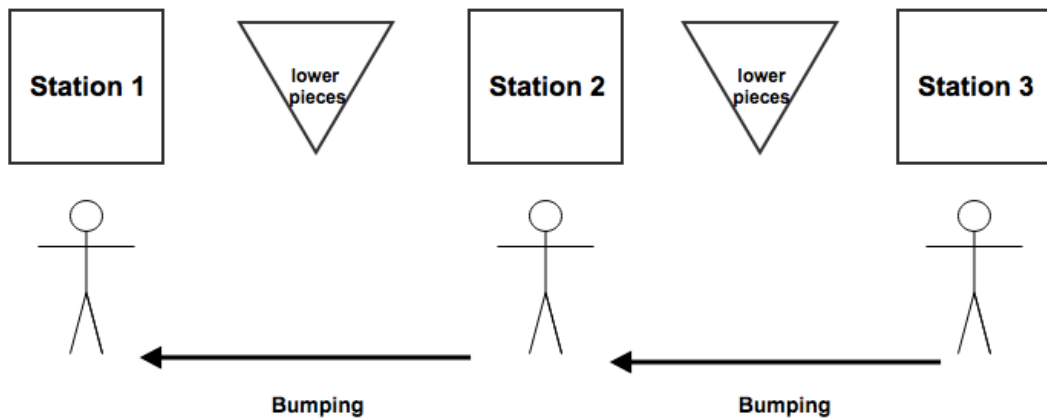 Station 1
lower
pieces
Station 2
lower
pieces
Station 3
Bumping
Bumping